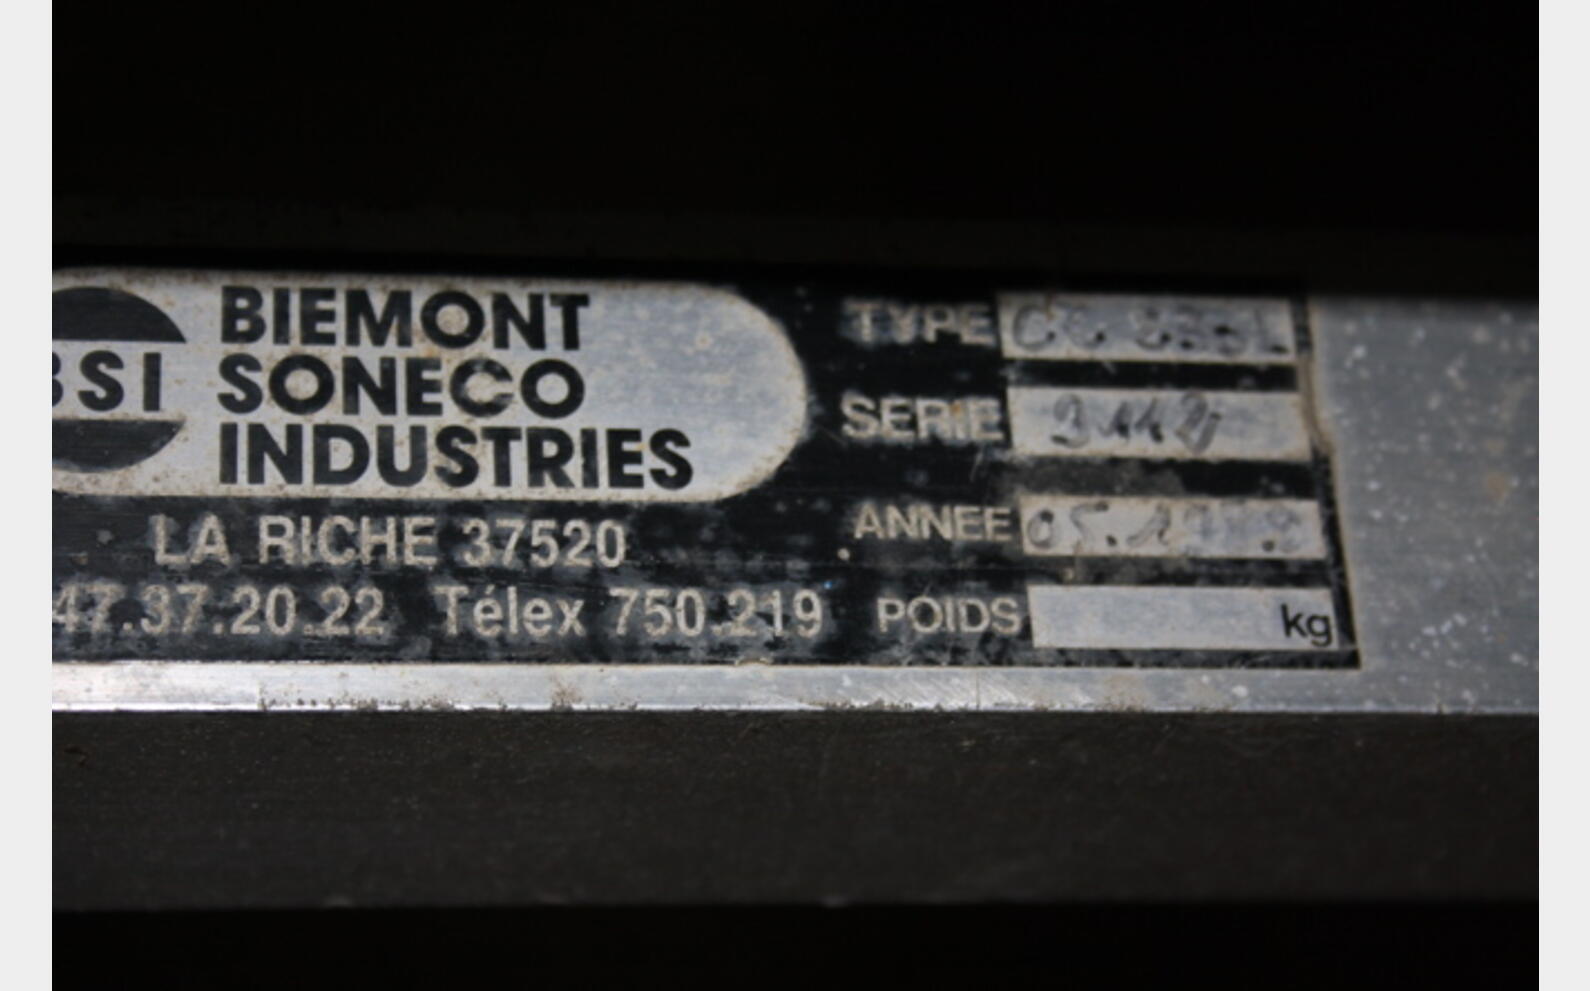 BSI
BIEMONT
SONECO
INDUSTRIES
LA RICHE 37520
47.37.20.22 Télex 750.219
TYPE CC
SERIE
ANNEE
POIDS kg